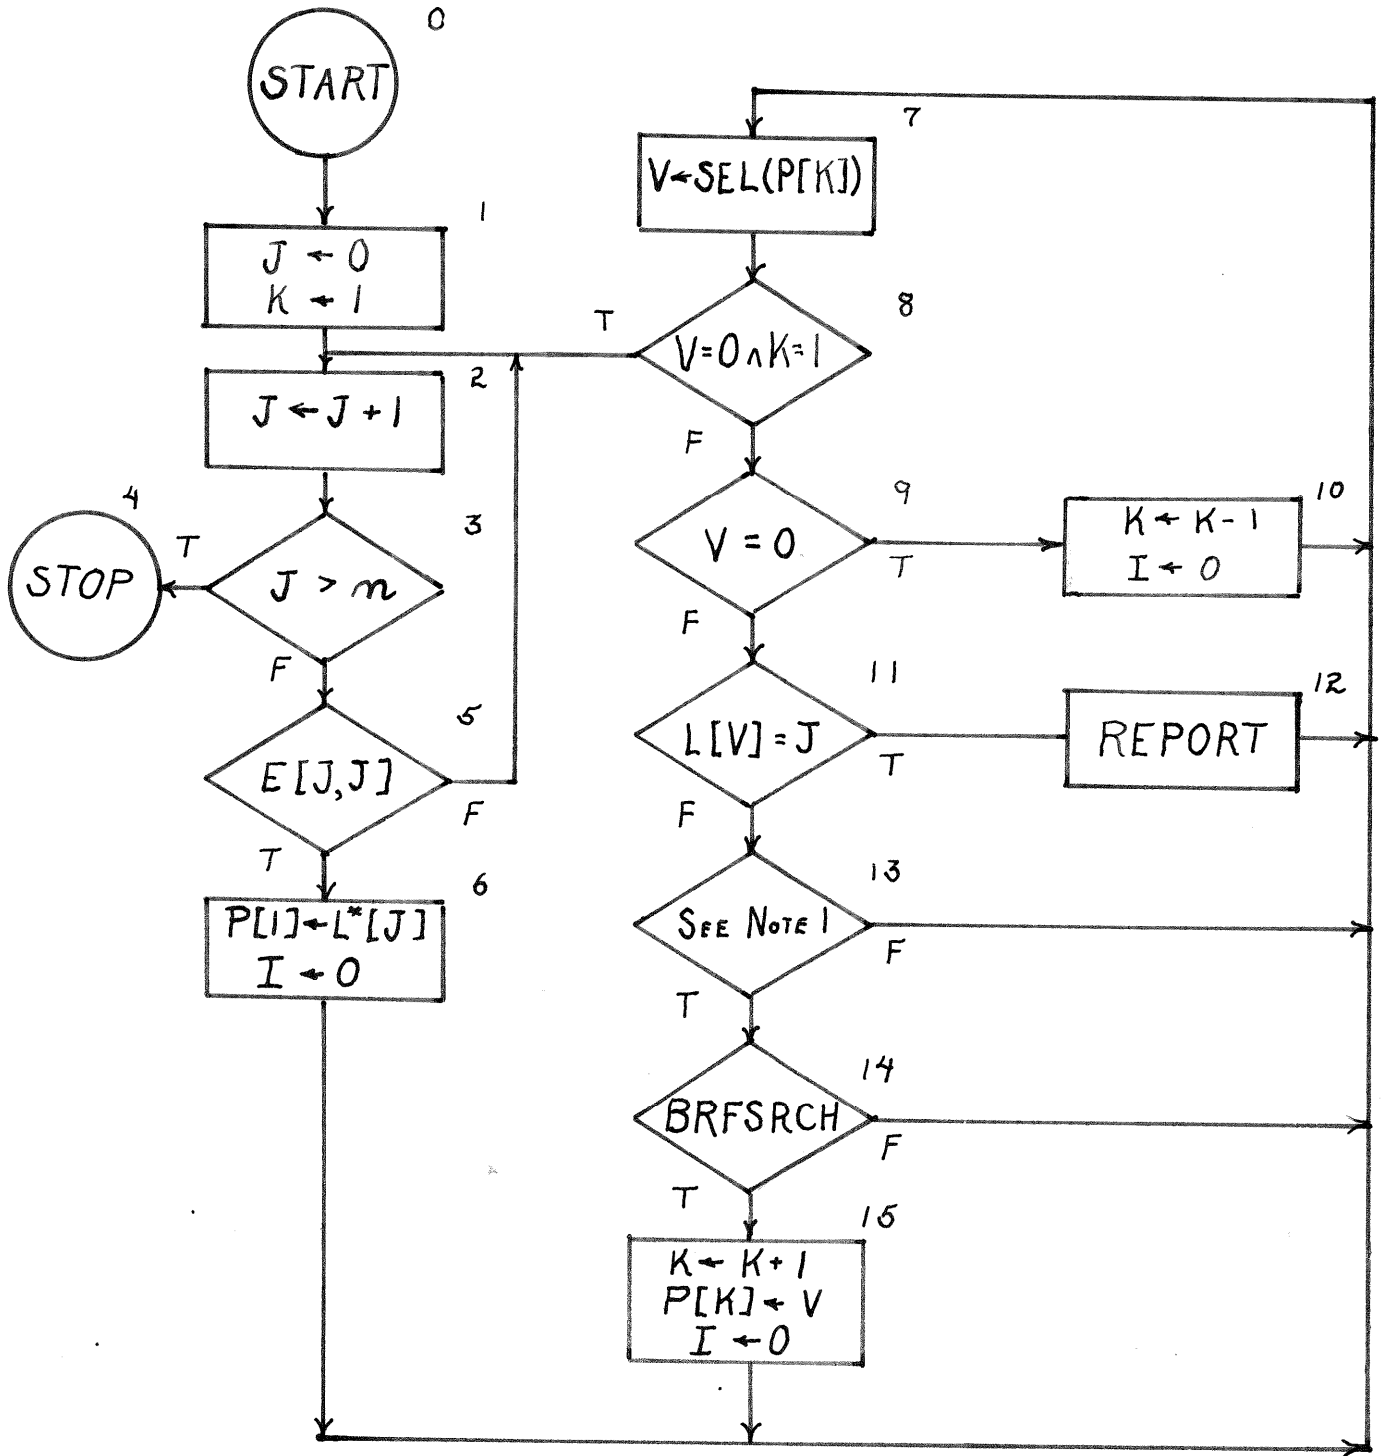 0
START
1
J ← 0
K ← 1
2
J ← J + 1
3
J > n
T
F
4
STOP
5
E[J,J]
F
T
6
P[1]←L*[J]
I ← 0
7
V←SEL(P[K])
8
V=0∧K=1
T
F
9
V = 0
T
F
10
K ← K-1
I ← 0
11
L[V]=J
T
F
12
REPORT
13
SEE NOTE 1
F
T
14
BRFSRCH
F
T
15
K ← K+1
P[K] ← V
I ← 0